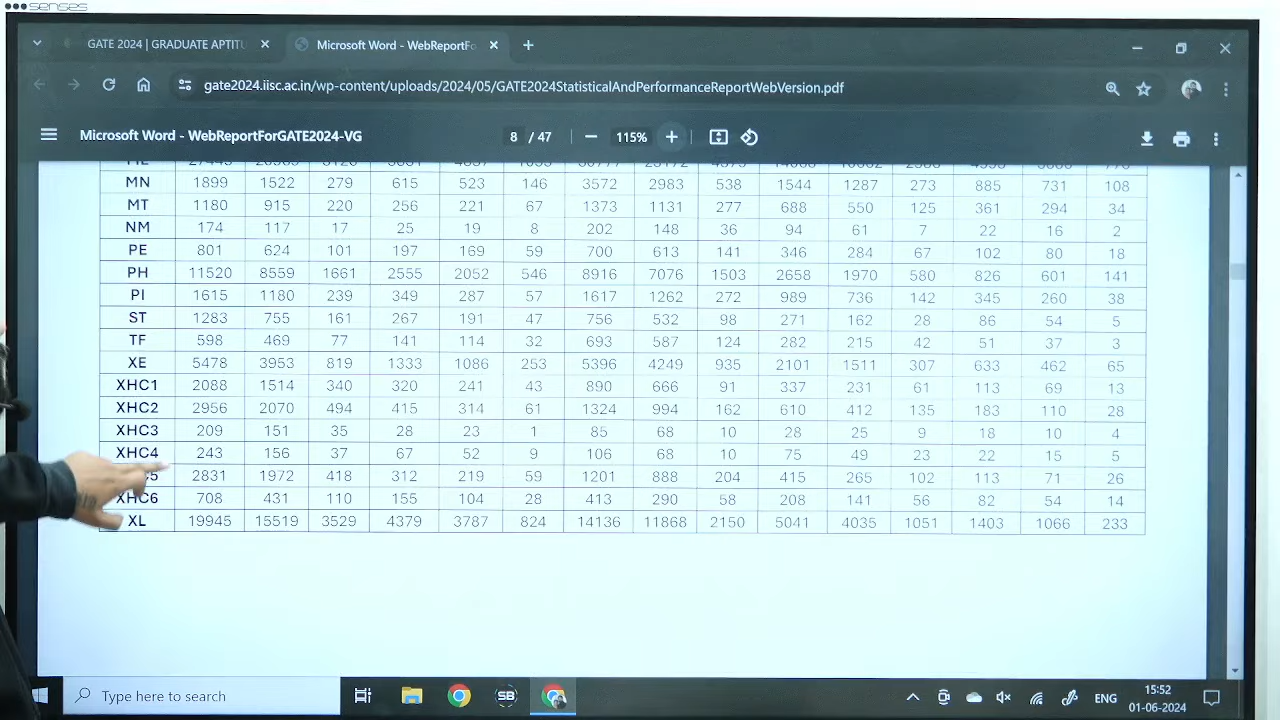 senses
GATE 2024 | GRADUATE APTITU
Microsoft Word - WebReportFo
gate2024.iisc.ac.in/wp-content/uploads/2024/05/GATE2024StatisticalAndPerformanceReportWebVersion.pdf
Microsoft Word - WebReportForGATE2024-VG 8 / 47 115%
MN 1899 1522 279 615 523 146 3572 2983 538 1544 1287 273 885 731 108
MT 1180 915 220 256 221 67 1373 1131 277 688 550 125 361 294 34
NM 174 117 17 25 19 8 202 148 36 94 61 7 22 16 2
PE 801 624 101 197 169 59 700 613 141 346 284 67 102 80 18
PH 11520 8559 1661 2555 2052 546 8916 7076 1503 2658 1970 580 826 601 141
PI 1615 1180 239 349 287 57 1617 1262 272 989 736 142 345 260 38
ST 1283 755 161 267 191 47 756 532 98 271 162 28 86 54 5
TF 598 469 77 141 114 32 693 587 124 282 215 42 51 37 3
XE 5478 3953 819 1333 1086 253 5396 4249 935 2101 1511 307 633 462 65
XHC1 2088 1514 340 320 241 43 890 666 91 337 231 61 113 69 13
XHC2 2956 2070 494 415 314 61 1324 994 162 610 412 135 183 110 28
XHC3 209 151 35 28 23 1 85 68 10 28 25 9 18 10 4
XHC4 243 156 37 67 52 9 106 68 10 75 49 23 22 15 5
2831 1972 418 312 219 59 1201 888 204 415 265 102 113 71 26
XHC6 708 431 110 155 104 28 413 290 58 208 141 56 82 54 14
XL 19945 15519 3529 4379 3787 824 14136 11868 2150 5041 4035 1051 1403 1066 233
Type here to search
SB
ENG
15:52
01-06-2024